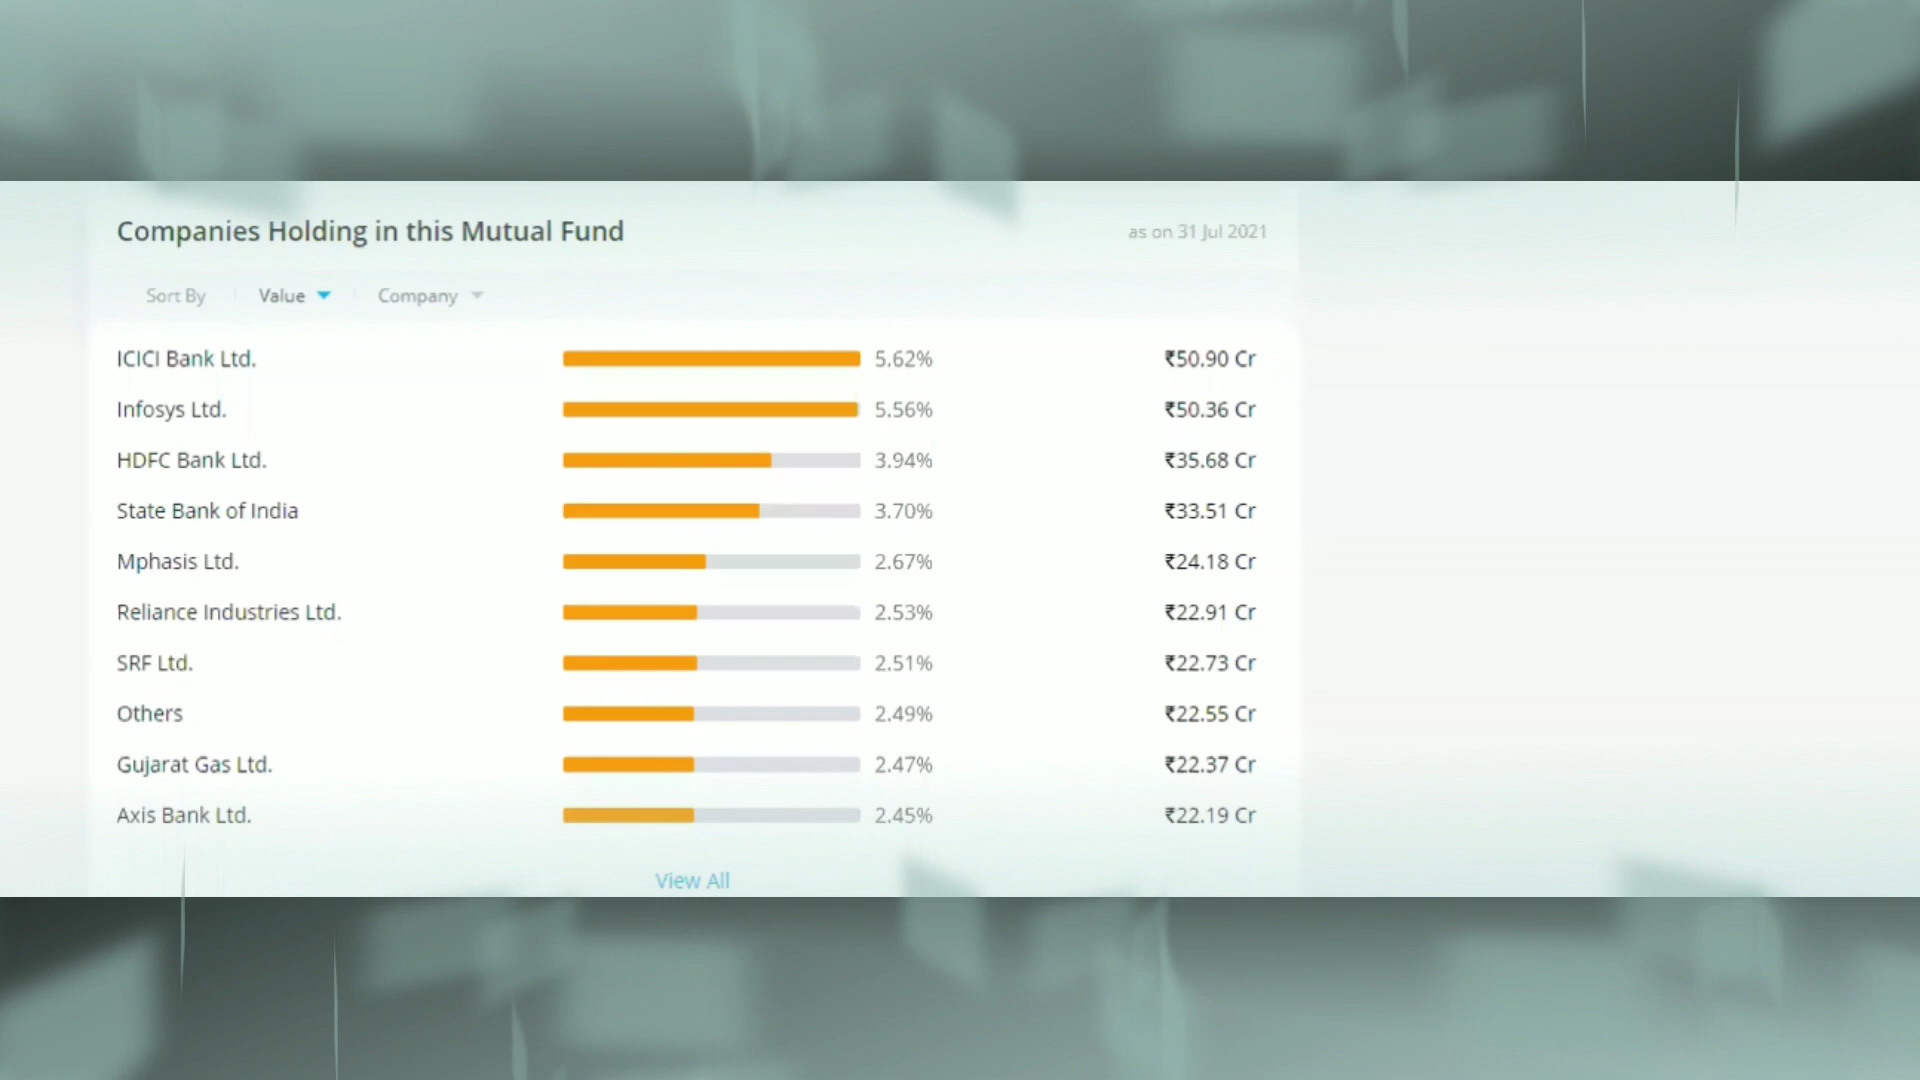 Companies Holding in this Mutual Fund as on 31 Jul 2021
Sort By Value Company
ICICI Bank Ltd. 5.62% ₹50.90 Cr
Infosys Ltd. 5.56% ₹50.36 Cr
HDFC Bank Ltd. 3.94% ₹35.68 Cr
State Bank of India 3.70% ₹33.51 Cr
Mphasis Ltd. 2.67% ₹24.18 Cr
Reliance Industries Ltd. 2.53% ₹22.91 Cr
SRF Ltd. 2.51% ₹22.73 Cr
Others 2.49% ₹22.55 Cr
Gujarat Gas Ltd. 2.47% ₹22.37 Cr
Axis Bank Ltd. 2.45% ₹22.19 Cr
View All